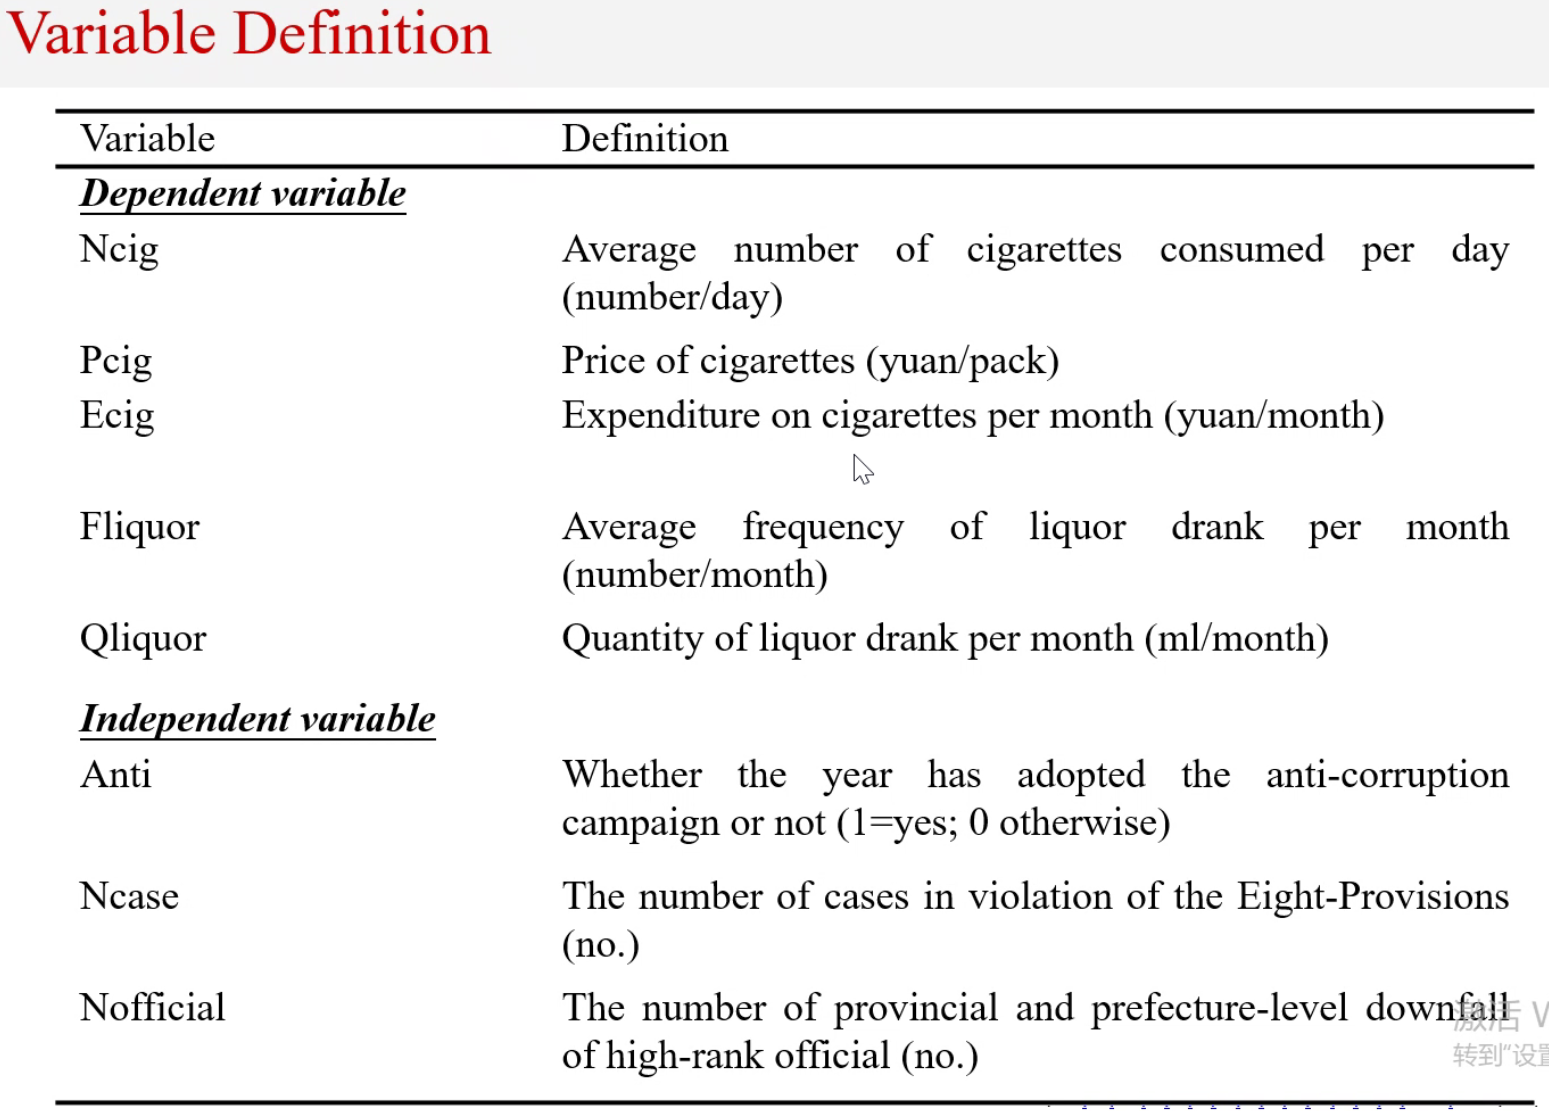 Variable Definition
Variable Definition
Dependent variable
Ncig Average number of cigarettes consumed per day
(number/day)
Pcig Price of cigarettes (yuan/pack)
Ecig Expenditure on cigarettes per month (yuan/month)
Fliquor Average frequency of liquor drank per month
(number/month)
Qliquor Quantity of liquor drank per month (ml/month)
Independent variable
Anti Whether the year has adopted the anti-corruption
campaign or not (1=yes; 0 otherwise)
Ncase The number of cases in violation of the Eight-Provisions
(no.)
Nofficial The number of provincial and prefecture-level downfall
of high-rank official (no.)
激活 W
转到“设置